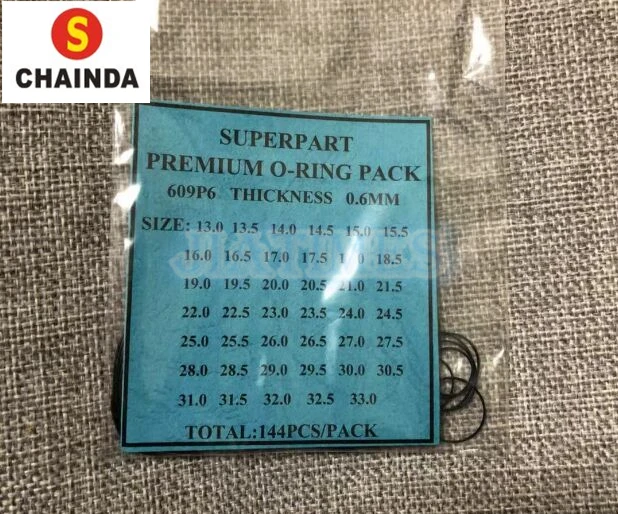 S
CHAINDA
SUPERPART
PREMIUM O-RING PACK
609P6 THICKNESS 0.6MM
SIZE: 13.0 13.5 14.0 14.5 15.0 15.5
16.0 16.5 17.0 17.5 18.5
19.0 19.5 20.0 20.5 21.0 21.5
22.0 22.5 23.0 23.5 24.0 24.5
25.0 25.5 26.0 26.5 27.0 27.5
28.0 28.5 29.0 29.5 30.0 30.5
31.0 31.5 32.0 32.5 33.0
TOTAL:144PCS/PACK